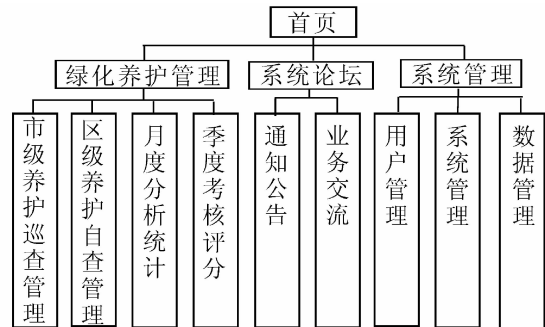 首页
绿化养护管理
系统论坛
系统管理
市级养护巡查管理
区级养护自查管理
月度分析统计
季度考核评分
通知公告
业务交流
用户管理
系统管理
数据管理